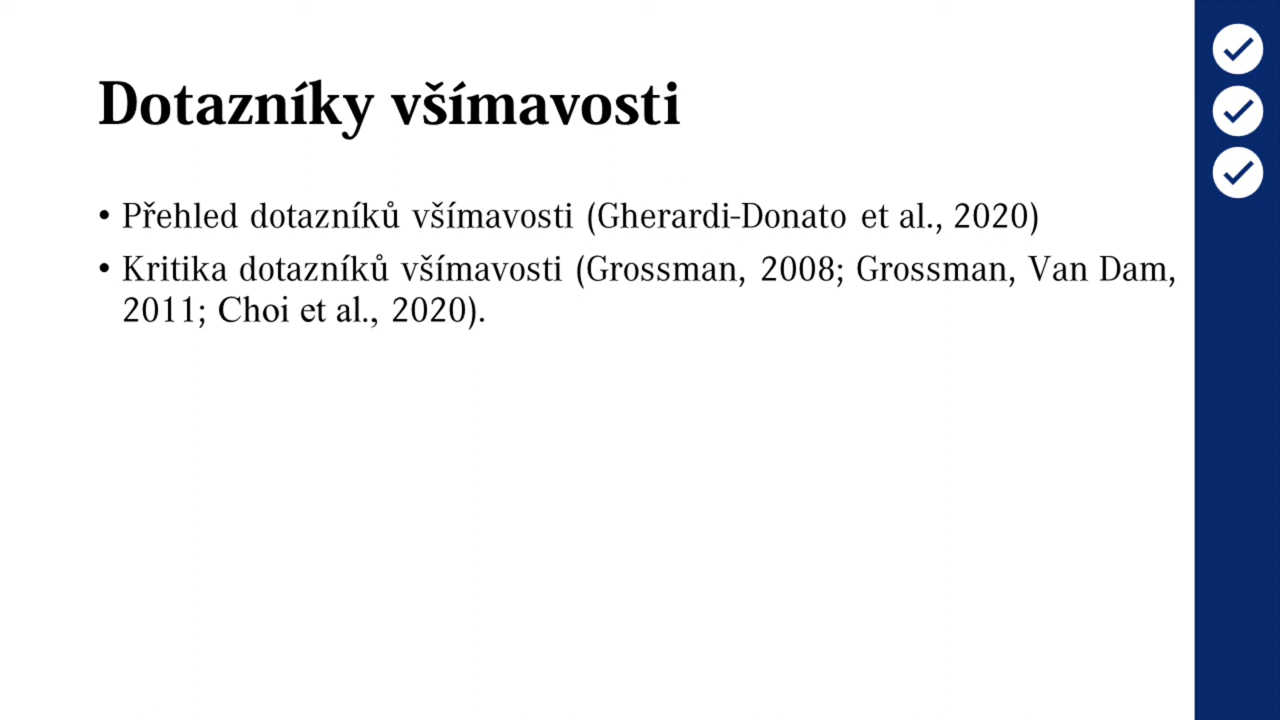 Dotazníky všímavosti
• Přehled dotazníků všímavosti (Gherardi-Donato et al., 2020)
• Kritika dotazníků všímavosti (Grossman, 2008; Grossman, Van Dam,
2011; Choi et al., 2020).